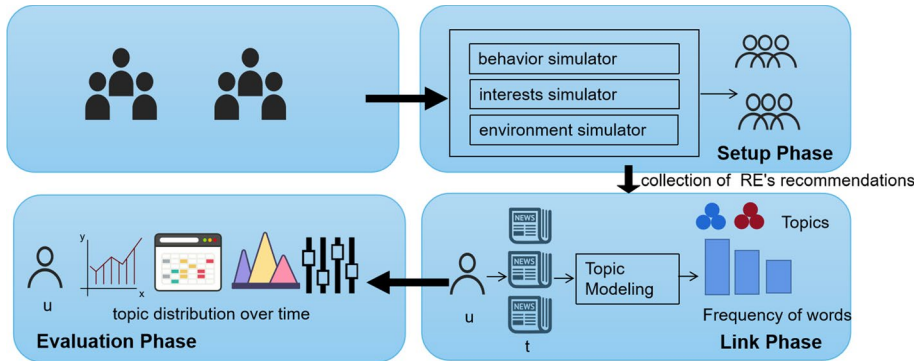 behavior simulator
interests simulator
environment simulator
Setup Phase
collection of RE's recommendations
y
x
u
topic distribution over time
Evaluation Phase
u
NEWS
NEWS
NEWS
t
Topic
Modeling
Topics
Frequency of words
Link Phase